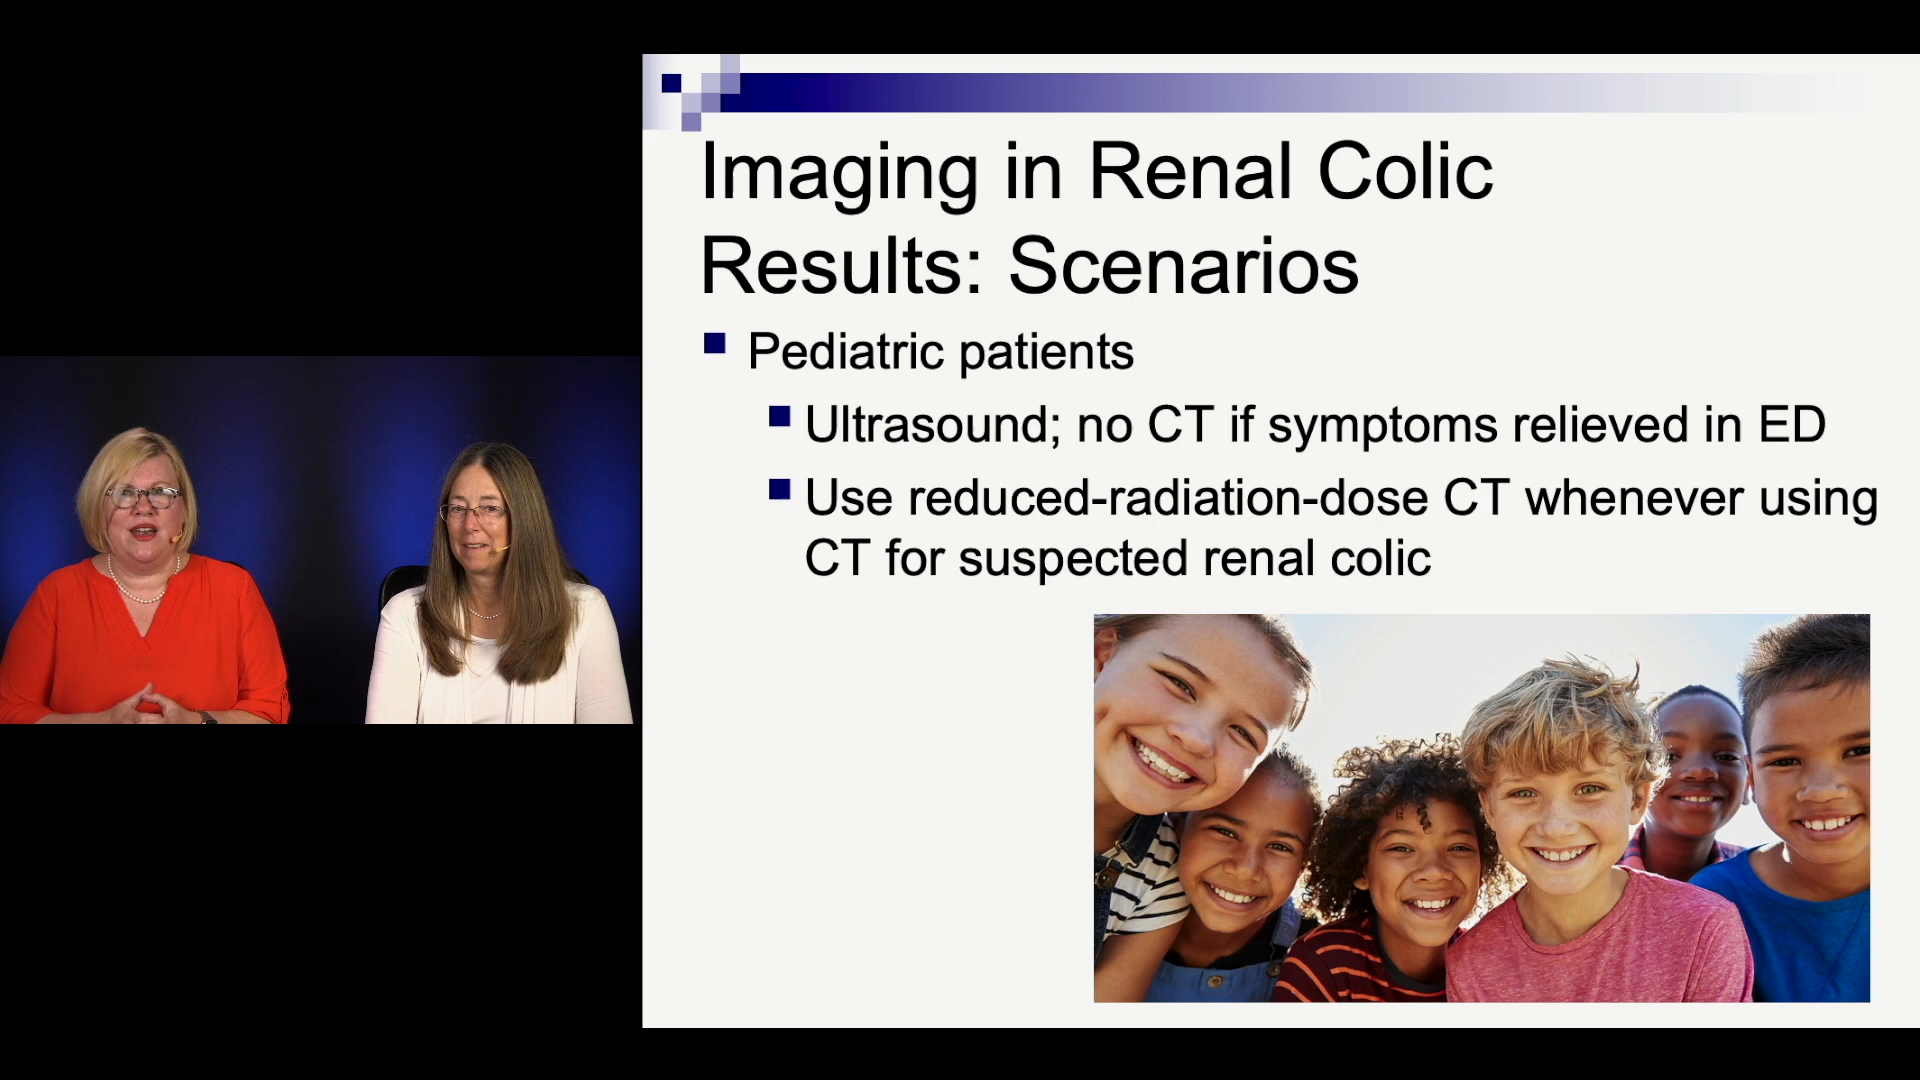 Imaging in Renal Colic
Results: Scenarios
Pediatric patients
Ultrasound; no CT if symptoms relieved in ED
Use reduced-radiation-dose CT whenever using
CT for suspected renal colic